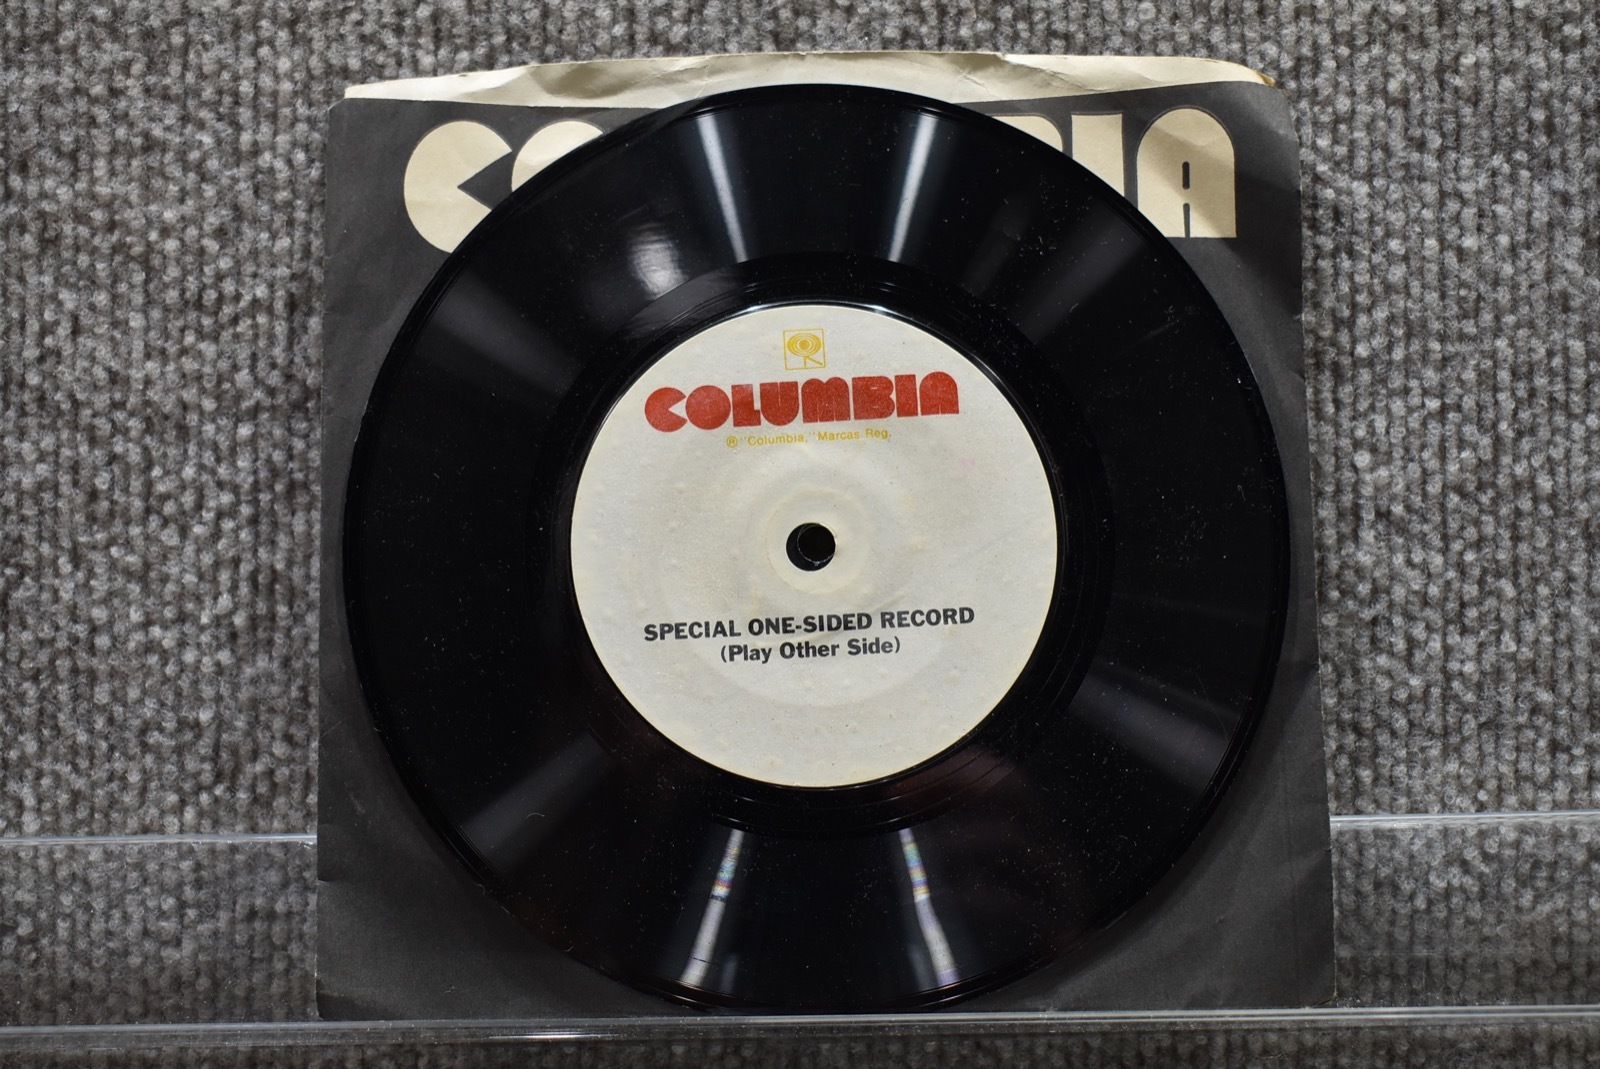 COLUMBIA
® "Columbia," Marcas Reg.
SPECIAL ONE-SIDED RECORD
(Play Other Side)